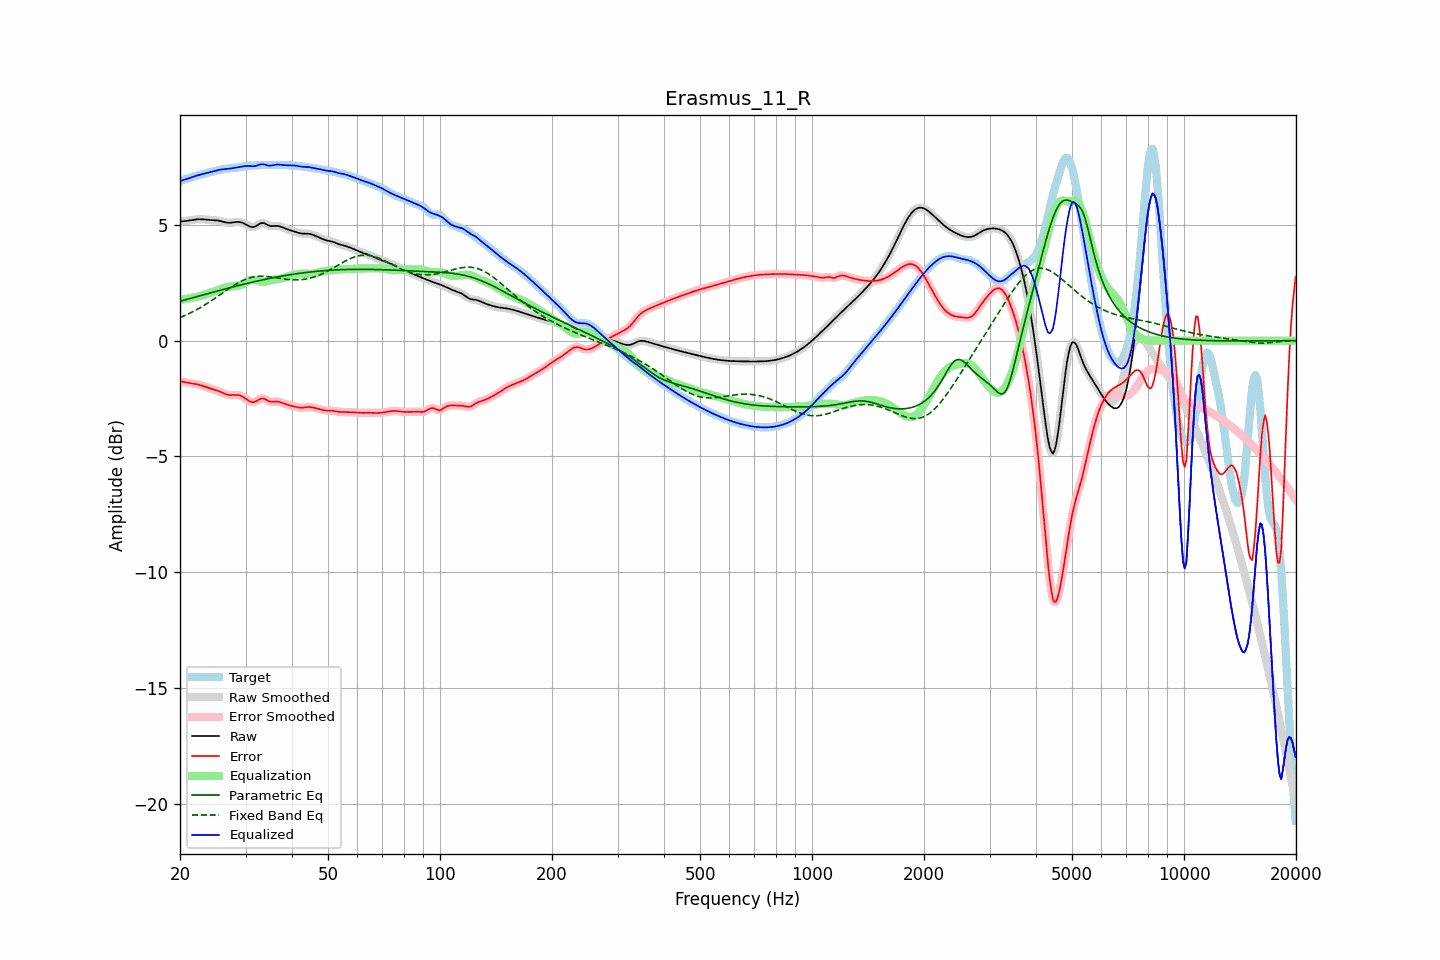 Erasmus_11_R
Amplitude (dBr)
5
0
−5
−10
−15
−20
Target
Raw Smoothed
Error Smoothed
Raw
Error
Equalization
Parametric Eq
Fixed Band Eq
Equalized
20 50 100 200 500 1000 2000 5000 10000 20000
Frequency (Hz)